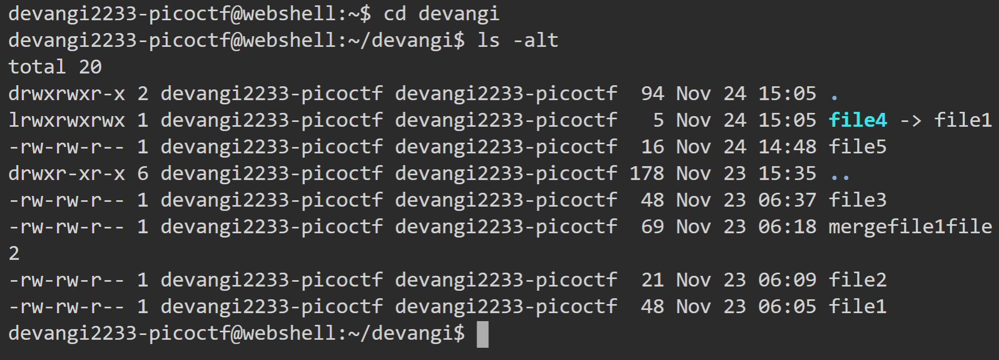 devangi2233-picoctf@webshell:~$ cd devangi
devangi2233-picoctf@webshell:~/devangi$ ls -alt
total 20
drwxrwxr-x 2 devangi2233-picoctf devangi2233-picoctf  94 Nov 24 15:05 .
lrwxrwxrwx 1 devangi2233-picoctf devangi2233-picoctf   5 Nov 24 15:05 file4 -> file1
-rw-rw-r-- 1 devangi2233-picoctf devangi2233-picoctf  16 Nov 24 14:48 file5
drwxr-xr-x 6 devangi2233-picoctf devangi2233-picoctf 178 Nov 23 15:35 ..
-rw-rw-r-- 1 devangi2233-picoctf devangi2233-picoctf  48 Nov 23 06:37 file3
-rw-rw-r-- 1 devangi2233-picoctf devangi2233-picoctf  69 Nov 23 06:18 mergefile1file
2
-rw-rw-r-- 1 devangi2233-picoctf devangi2233-picoctf  21 Nov 23 06:09 file2
-rw-rw-r-- 1 devangi2233-picoctf devangi2233-picoctf  48 Nov 23 06:05 file1
devangi2233-picoctf@webshell:~/devangi$